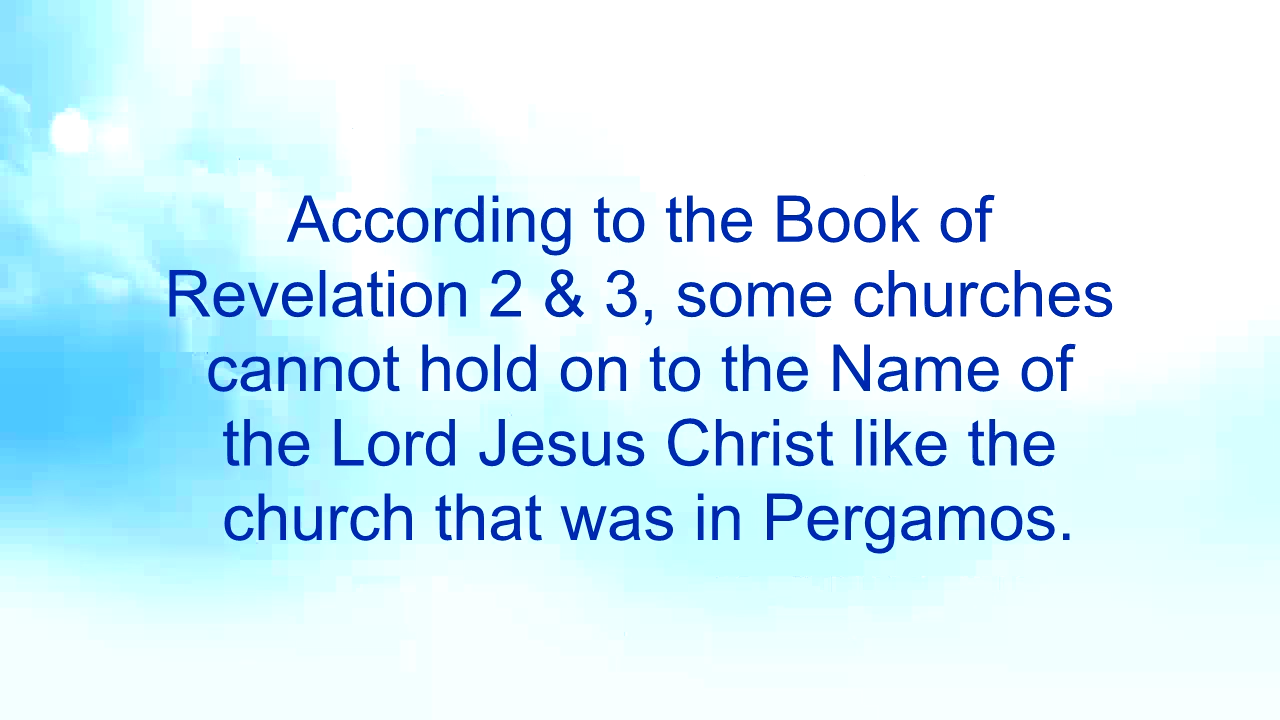 According to the Book of
Revelation 2 & 3, some churches
cannot hold on to the Name of
the Lord Jesus Christ like the
church that was in Pergamos.